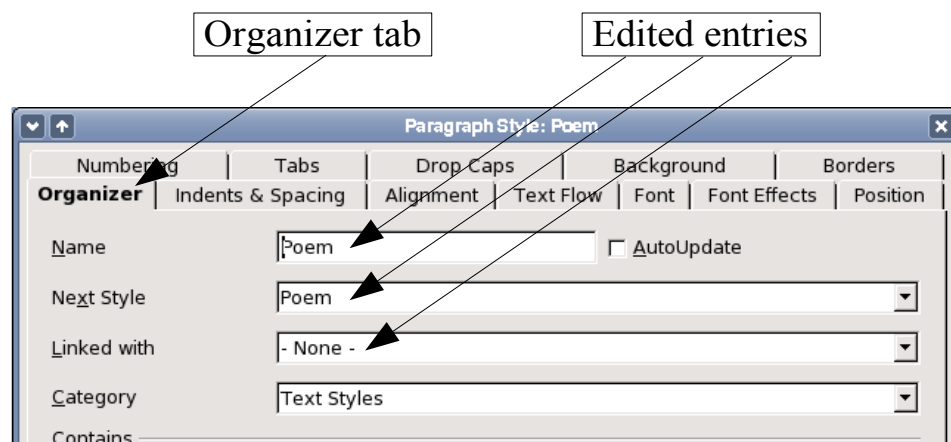 Organizer tab Edited entries
Paragraph Style: Poem
Numbering Tabs Drop Caps Background Borders
Organizer Indents & Spacing Alignment Text Flow Font Font Effects Position
Name Poem AutoUpdate
Next Style Poem
Linked with - None -
Category Text Styles
Contains